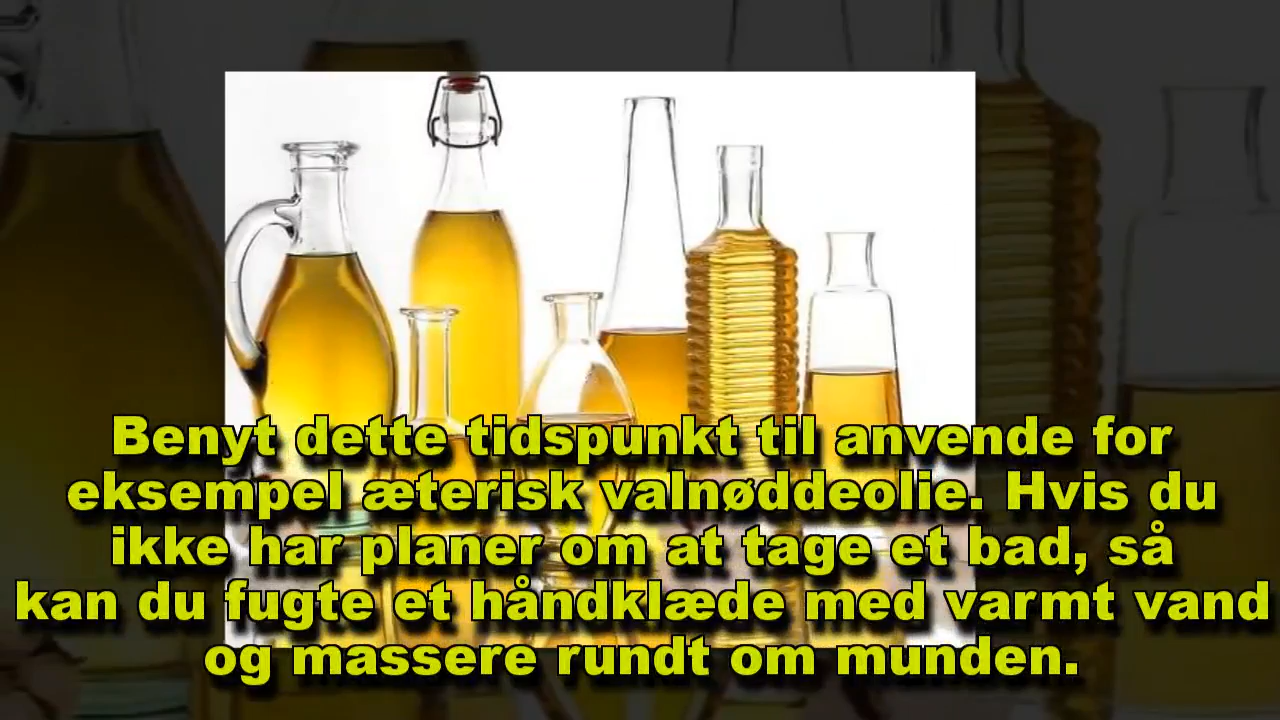 Benyt dette tidspunkt til anvende for
eksempel æterisk valnøddeolie. Hvis du
ikke har planer om at tage et bad, så
kan du fugte et håndklæde med varmt vand
og massere rundt om munden.